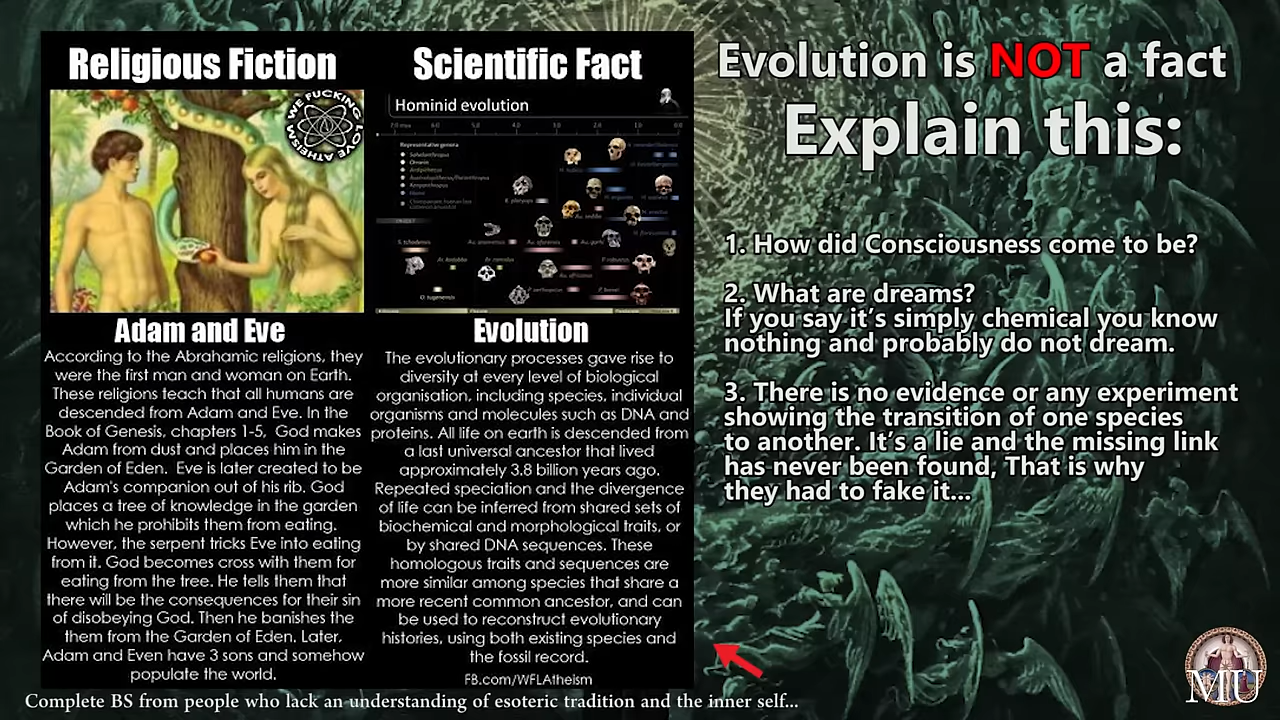 Religious Fiction
WE FUCKING LOVE ATHEISM
Adam and Eve
According to the Abrahamic religions, they
were the first man and woman on Earth.
These religions teach that all humans are
descended from Adam and Eve. In the
Book of Genesis, chapters 1-5, God makes
Adam from dust and places him in the
Garden of Eden. Eve is later created to be
Adam's companion out of his rib. God
places a tree of knowledge in the garden
which he prohibits them from eating.
However, the serpent tricks Eve into eating
from it. God becomes cross with them for
eating from the tree. He tells them that
there will be the consequences for their sin
of disobeying God. Then he banishes the
them from the Garden of Eden. Later,
Adam and Even have 3 sons and somehow
populate the world.
Scientific Fact
Hominid evolution
Representative genera
Evolution
The evolutionary processes gave rise to
diversity at every level of biological
organisation, including species, individual
organisms and molecules such as DNA and
proteins. All life on earth is descended from
a last universal ancestor that lived
approximately 3.8 billion years ago.
Repeated speciation and the divergence
of life can be inferred from shared sets of
biochemical and morphological traits, or
by shared DNA sequences. These
homologous traits and sequences are
more similar among species that share a
more recent common ancestor, and can
be used to reconstruct evolutionary
histories, using both existing species and
the fossil record.
FB.com/WFLAtheism
Evolution is NOT a fact
Explain this:
1. How did Consciousness come to be?
2. What are dreams?
If you say it's simply chemical you know
nothing and probably do not dream.
3. There is no evidence or any experiment
showing the transition of one species
to another. It's a lie and the missing link
has never been found, That is why
they had to fake it...
Complete BS from people who lack an understanding of esoteric tradition and the inner self...
MU